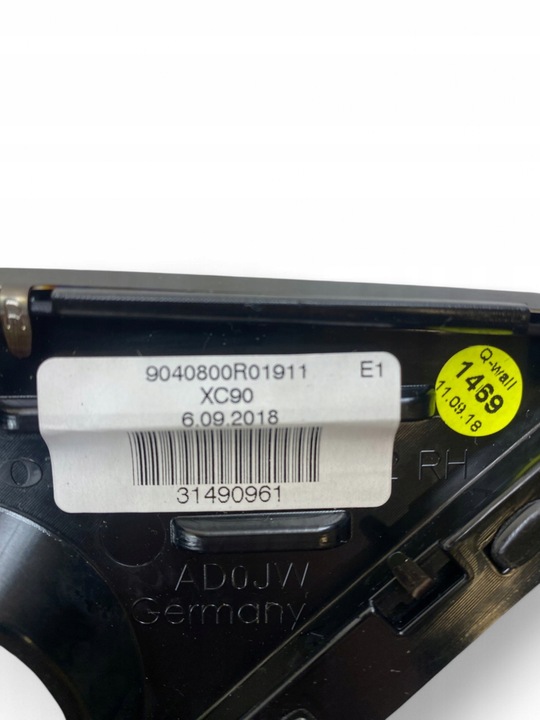 9040800R01911 E1
XC90
6.09.2018
31490961
Q-wall
1469
11.09.18
RH
AD0JW
Germany